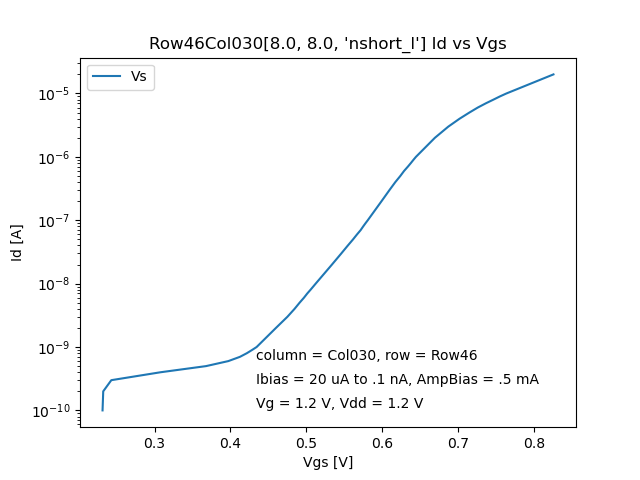 Row46Col030[8.0, 8.0, 'nshort_l'] Id vs Vgs
Vs
10⁻⁵
10⁻⁶
10⁻⁷
10⁻⁸
10⁻⁹
10⁻¹⁰
Id [A]
column = Col030, row = Row46
Ibias = 20 uA to .1 nA, AmpBias = .5 mA
Vg = 1.2 V, Vdd = 1.2 V
0.3 0.4 0.5 0.6 0.7 0.8
Vgs [V]